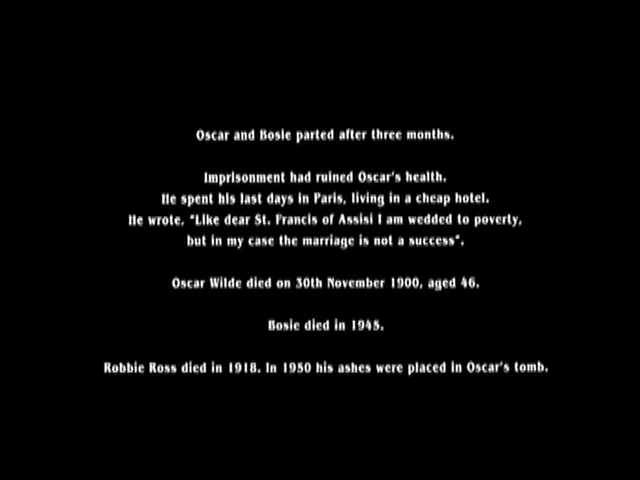 Oscar and Bosie parted after three months.
Imprisonment had ruined Oscar's health.
He spent his last days in Paris, living in a cheap hotel.
He wrote, "Like dear St. Francis of Assisi I am wedded to poverty,
but in my case the marriage is not a success".
Oscar Wilde died on 30th November 1900, aged 46.
Bosie died in 1945.
Robbie Ross died in 1918. In 1950 his ashes were placed in Oscar's tomb.